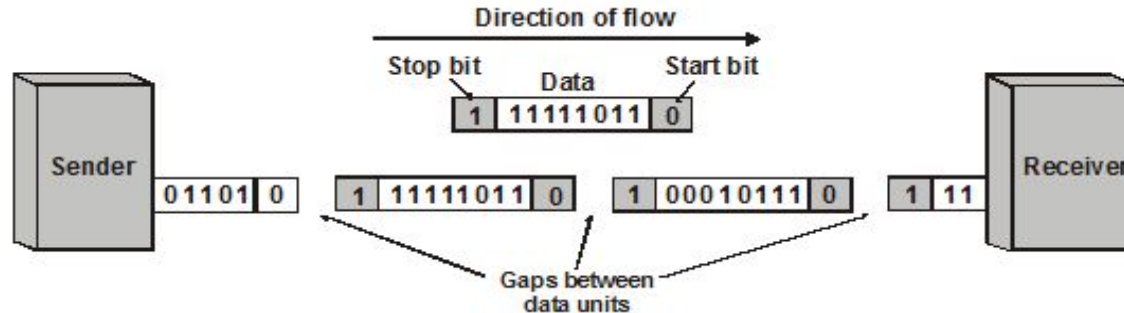 Direction of flow
Stop bit Data Start bit
1 11111011 0
Sender Receiver
01101 0 1 11111011 0 1 00010111 0 1 11
Gaps between
data units